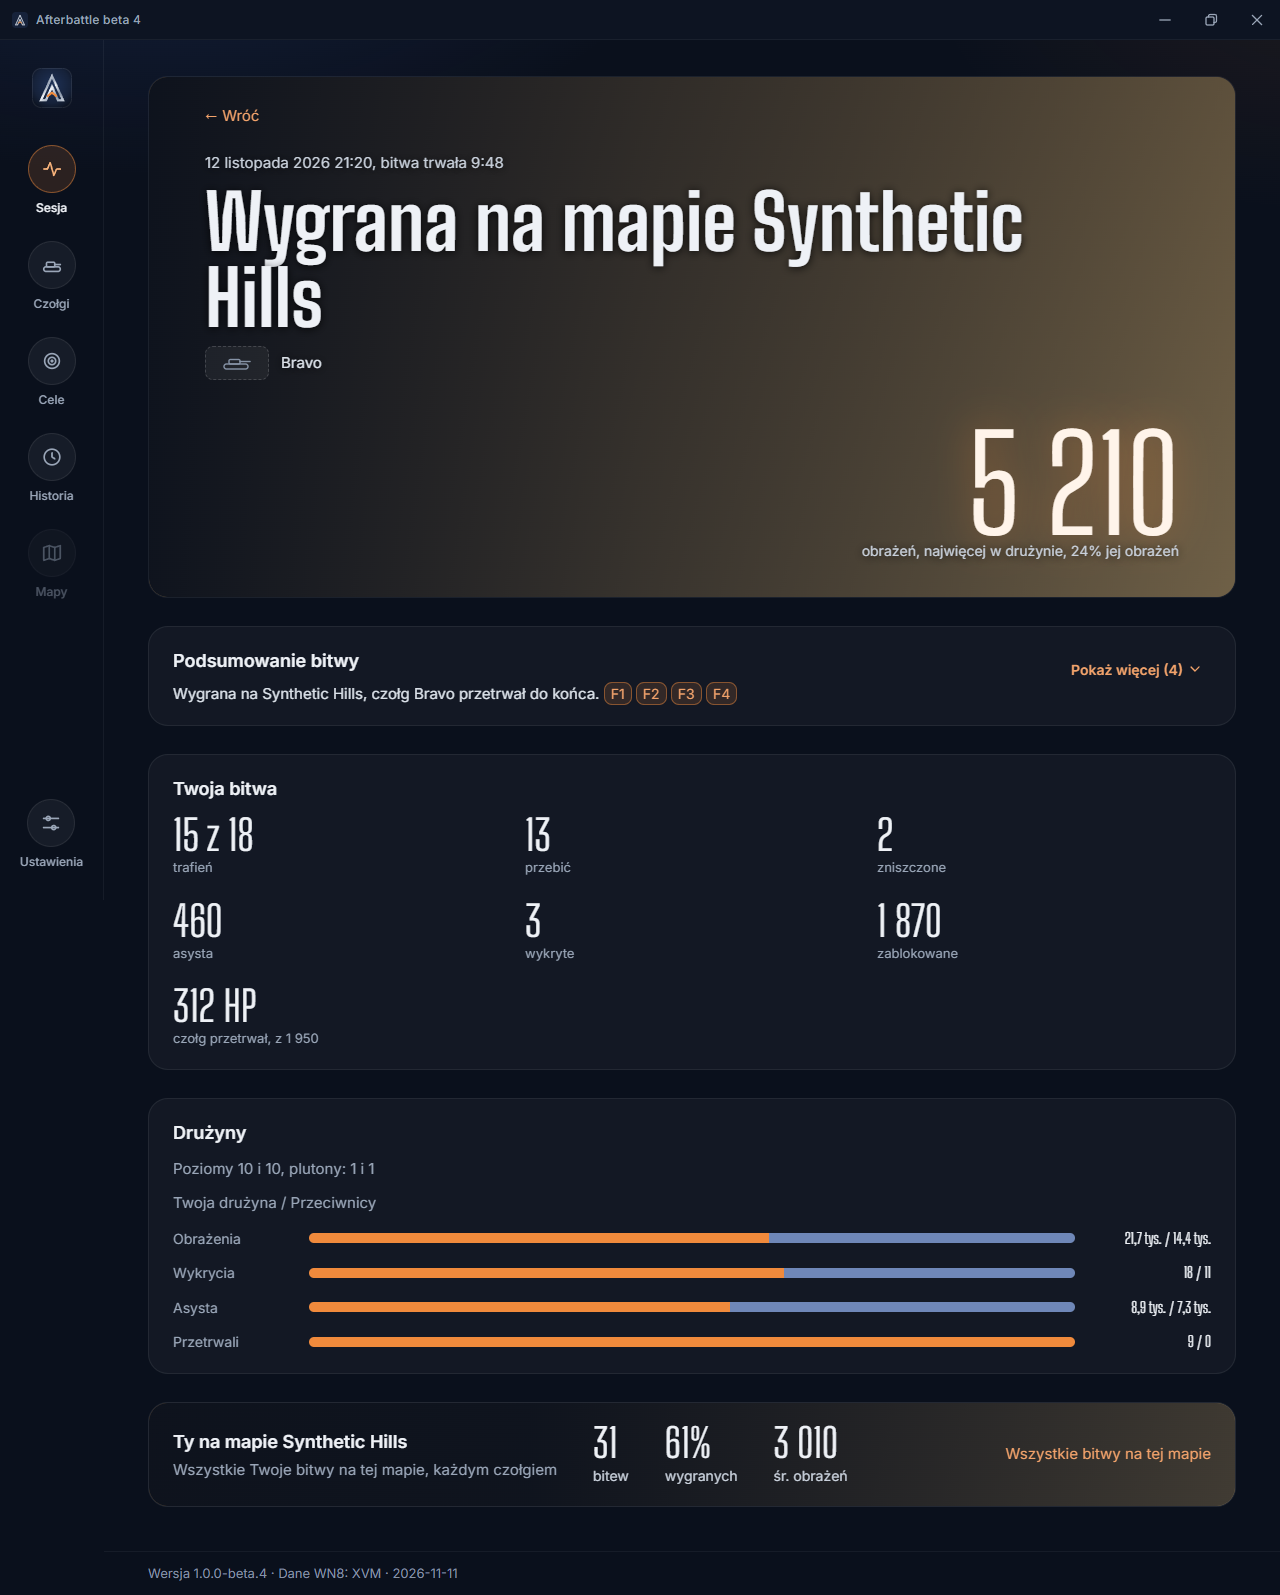 Afterbattle beta 4
Sesja
Czołgi
Cele
Historia
Mapy
Ustawienia
← Wróć
12 listopada 2026 21:20, bitwa trwała 9:48
Wygrana na mapie Synthetic
Hills
Bravo
5 210
obrażeń, najwięcej w drużynie, 24% jej obrażeń
Podsumowanie bitwy
Pokaż więcej (4)
Wygrana na Synthetic Hills, czołg Bravo przetrwał do końca. F1 F2 F3 F4
Twoja bitwa
15 z 18
trafień
13
przebić
2
zniszczone
460
asysta
3
wykryte
1 870
zablokowane
312 HP
czołg przetrwał, z 1 950
Drużyny
Poziomy 10 i 10, plutony: 1 i 1
Twoja drużyna / Przeciwnicy
Obrażenia 21,7 tys. / 14,4 tys.
Wykrycia 18 / 11
Asysta 8,9 tys. / 7,3 tys.
Przetrwali 9 / 0
Ty na mapie Synthetic Hills
Wszystkie Twoje bitwy na tej mapie, każdym czołgiem
31
bitew
61%
wygranych
3 010
śr. obrażeń
Wszystkie bitwy na tej mapie
Wersja 1.0.0-beta.4 · Dane WN8: XVM · 2026-11-11